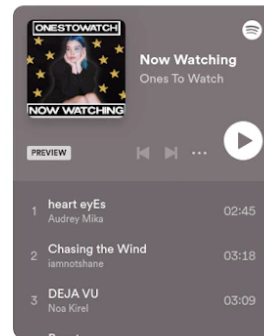 ONESTOWATCH
NOW WATCHING
Now Watching
Ones To Watch
PREVIEW
1 heart eyEs 02:45
Audrey Mika
2 Chasing the Wind 03:18
iamnotshane
3 DEJA VU 03:09
Noa Kirel